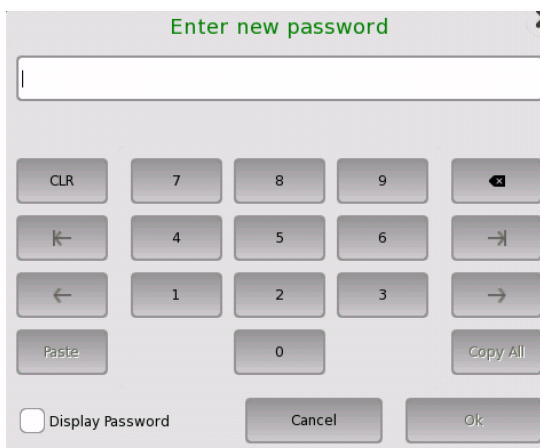 Enter new password
CLR 7 8 9
4 5 6
1 2 3
Paste 0 Copy All
Display Password Cancel Ok